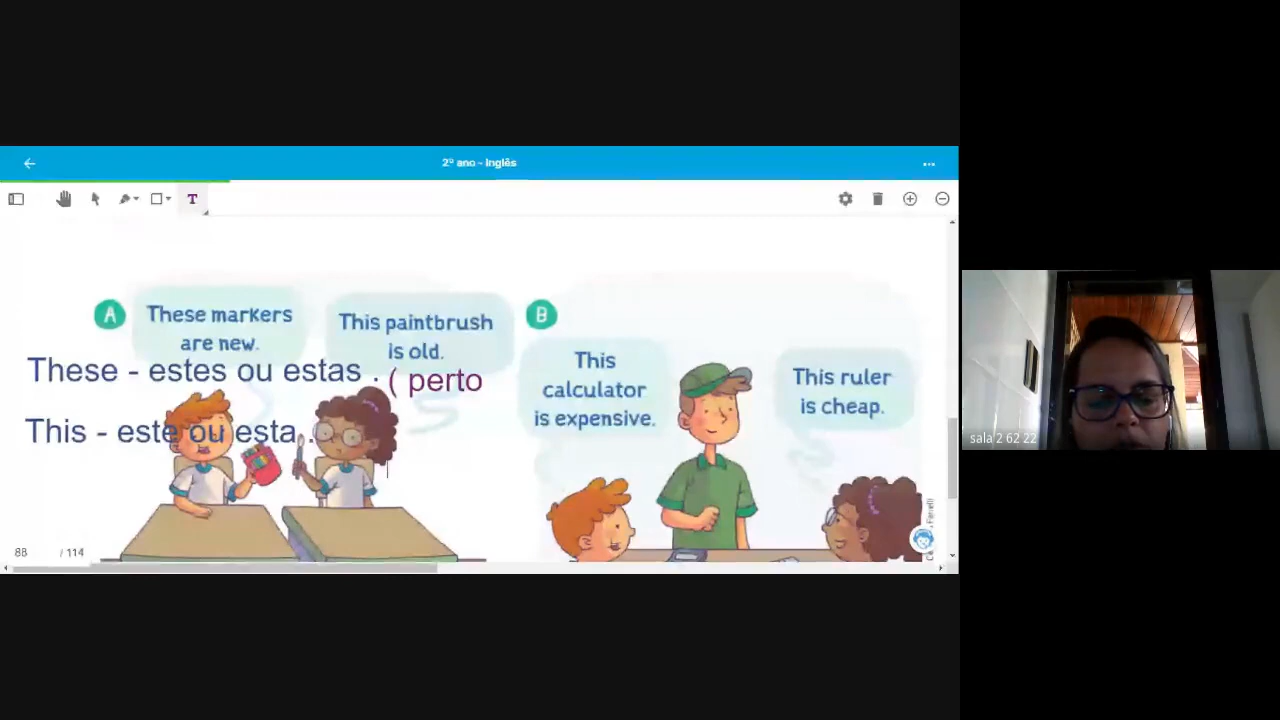 2º ano - Inglês
T
A
These markers
are new.
This paintbrush
is old.
These - estes ou estas .
( perto
This - este ou esta .
B
This
calculator
is expensive.
This ruler
is cheap.
88 / 114
sala 2 62 22